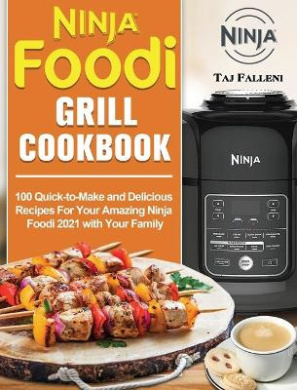 NINJA
Foodi
GRILL
COOKBOOK
100 Quick-to-Make and Delicious
Recipes For Your Amazing Ninja
Foodi 2021 with Your Family
NINJA
TAJ FALLENI
NINJA